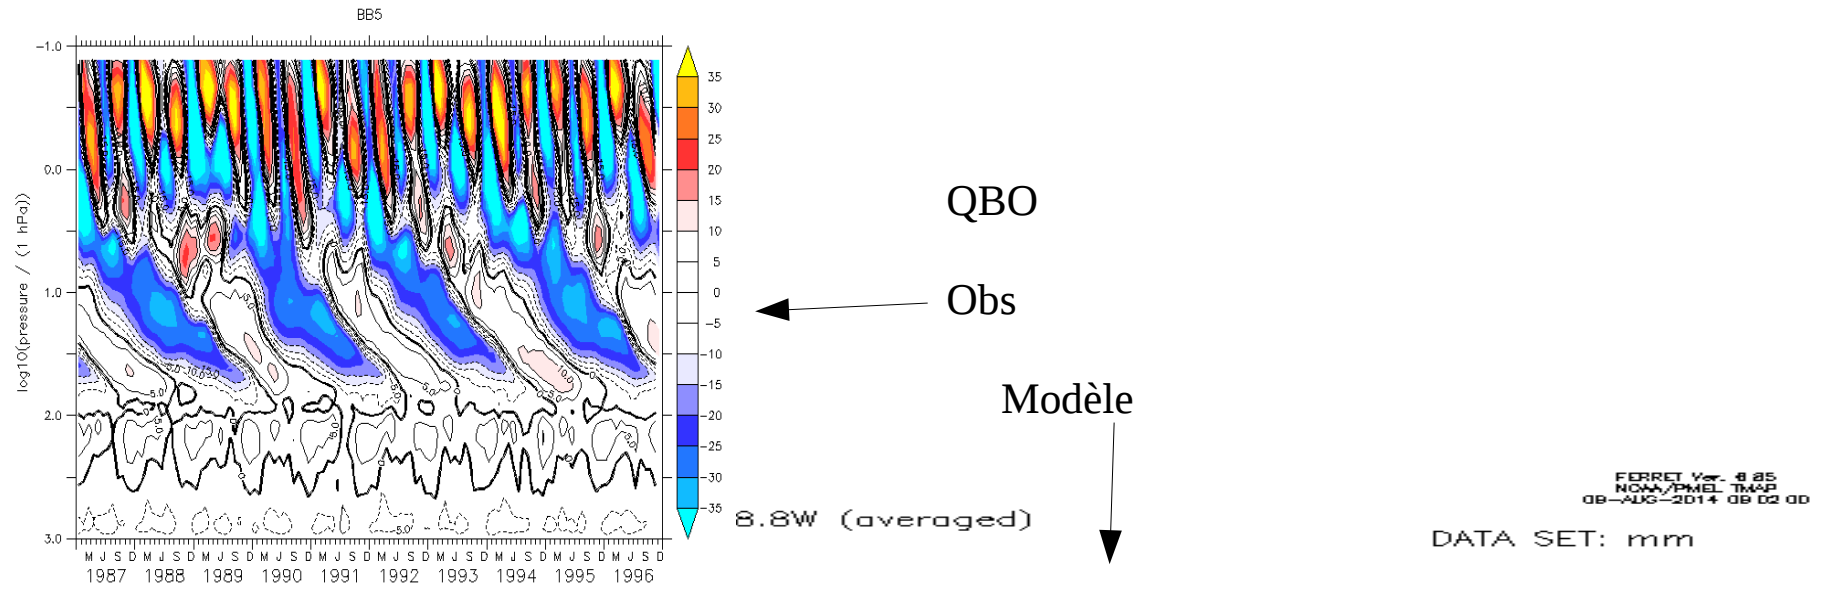 BB5
-1.0
0.0
1.0
2.0
3.0
log10(pressure / (1 hPa))
M J S D M J S D M J S D M J S D M J S D M J S D M J S D M J S D M J S D M J S D
1987 1988 1989 1990 1991 1992 1993 1994 1995 1996
35
30
25
20
15
10
5
0
-5
-10
-15
-20
-25
-30
-35
QBO
Obs
Modèle
8.8W (averaged)
FERRET Ver. 6.85
NOAA/PMEL TMAP
DATA SET: mm